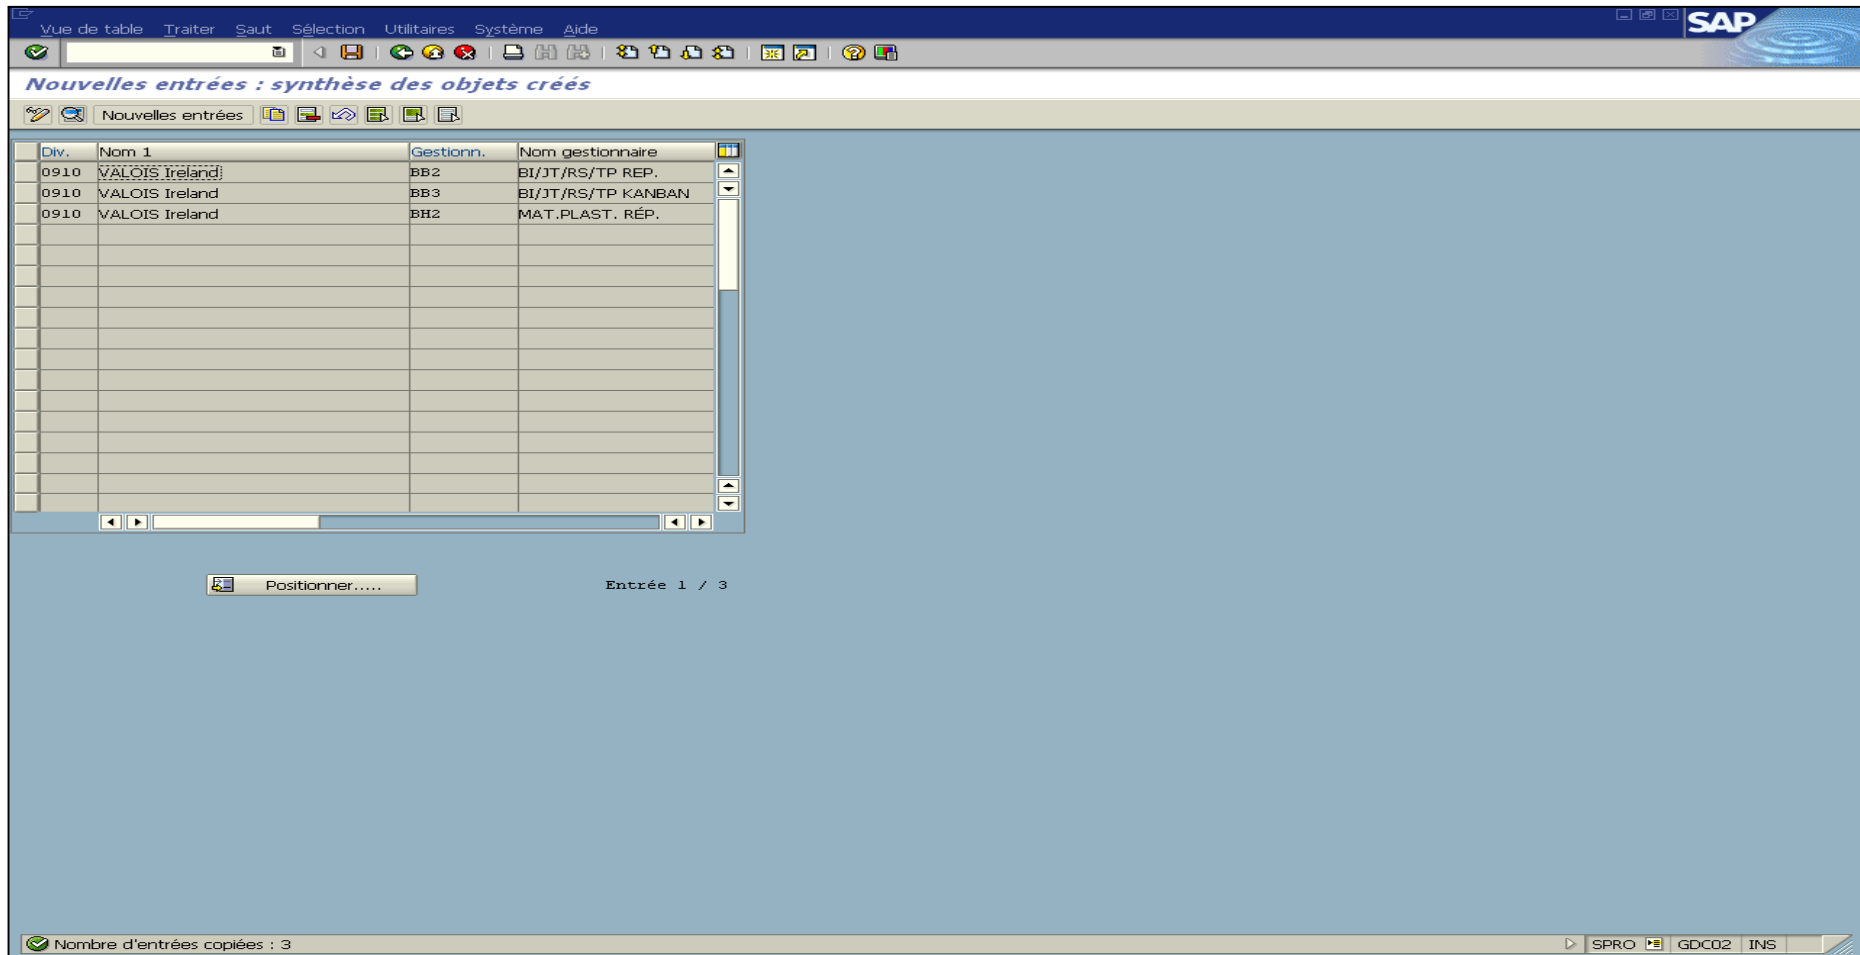 Vue de table Traiter Saut Sélection Utilitaires Système Aide
SAP
Nouvelles entrées : synthèse des objets créés
Nouvelles entrées
Div. Nom 1 Gestionn. Nom gestionnaire
0910 VALOIS Ireland BB2 BI/JT/RS/TP REP.
0910 VALOIS Ireland BB3 BI/JT/RS/TP KANBAN
0910 VALOIS Ireland BH2 MAT.PLAST. RÉP.
Positionner..... Entrée 1 / 3
Nombre d'entrées copiées : 3 SPRO GDC02 INS